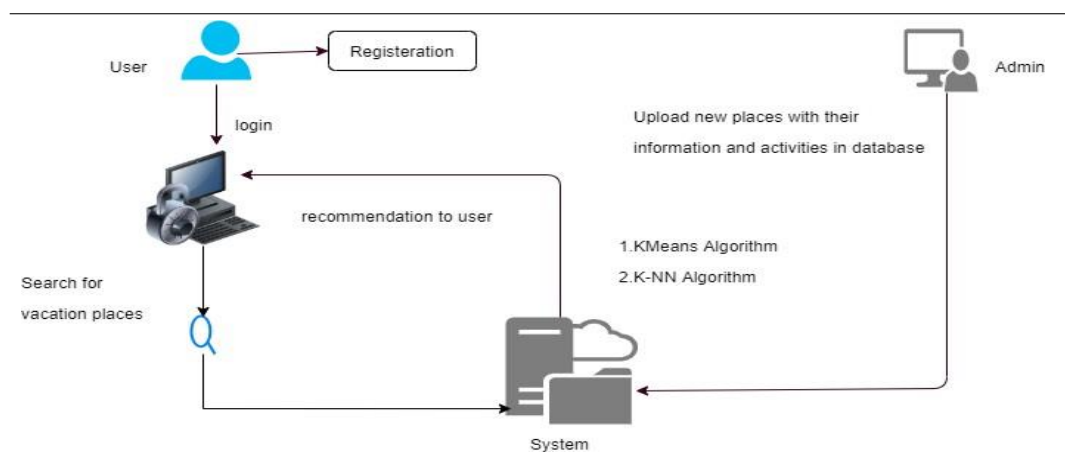 Registeration
User
Admin
login
Upload new places with their
information and activities in database
recommendation to user
1.KMeans Algorithm
2.K-NN Algorithm
Search for
vacation places
System